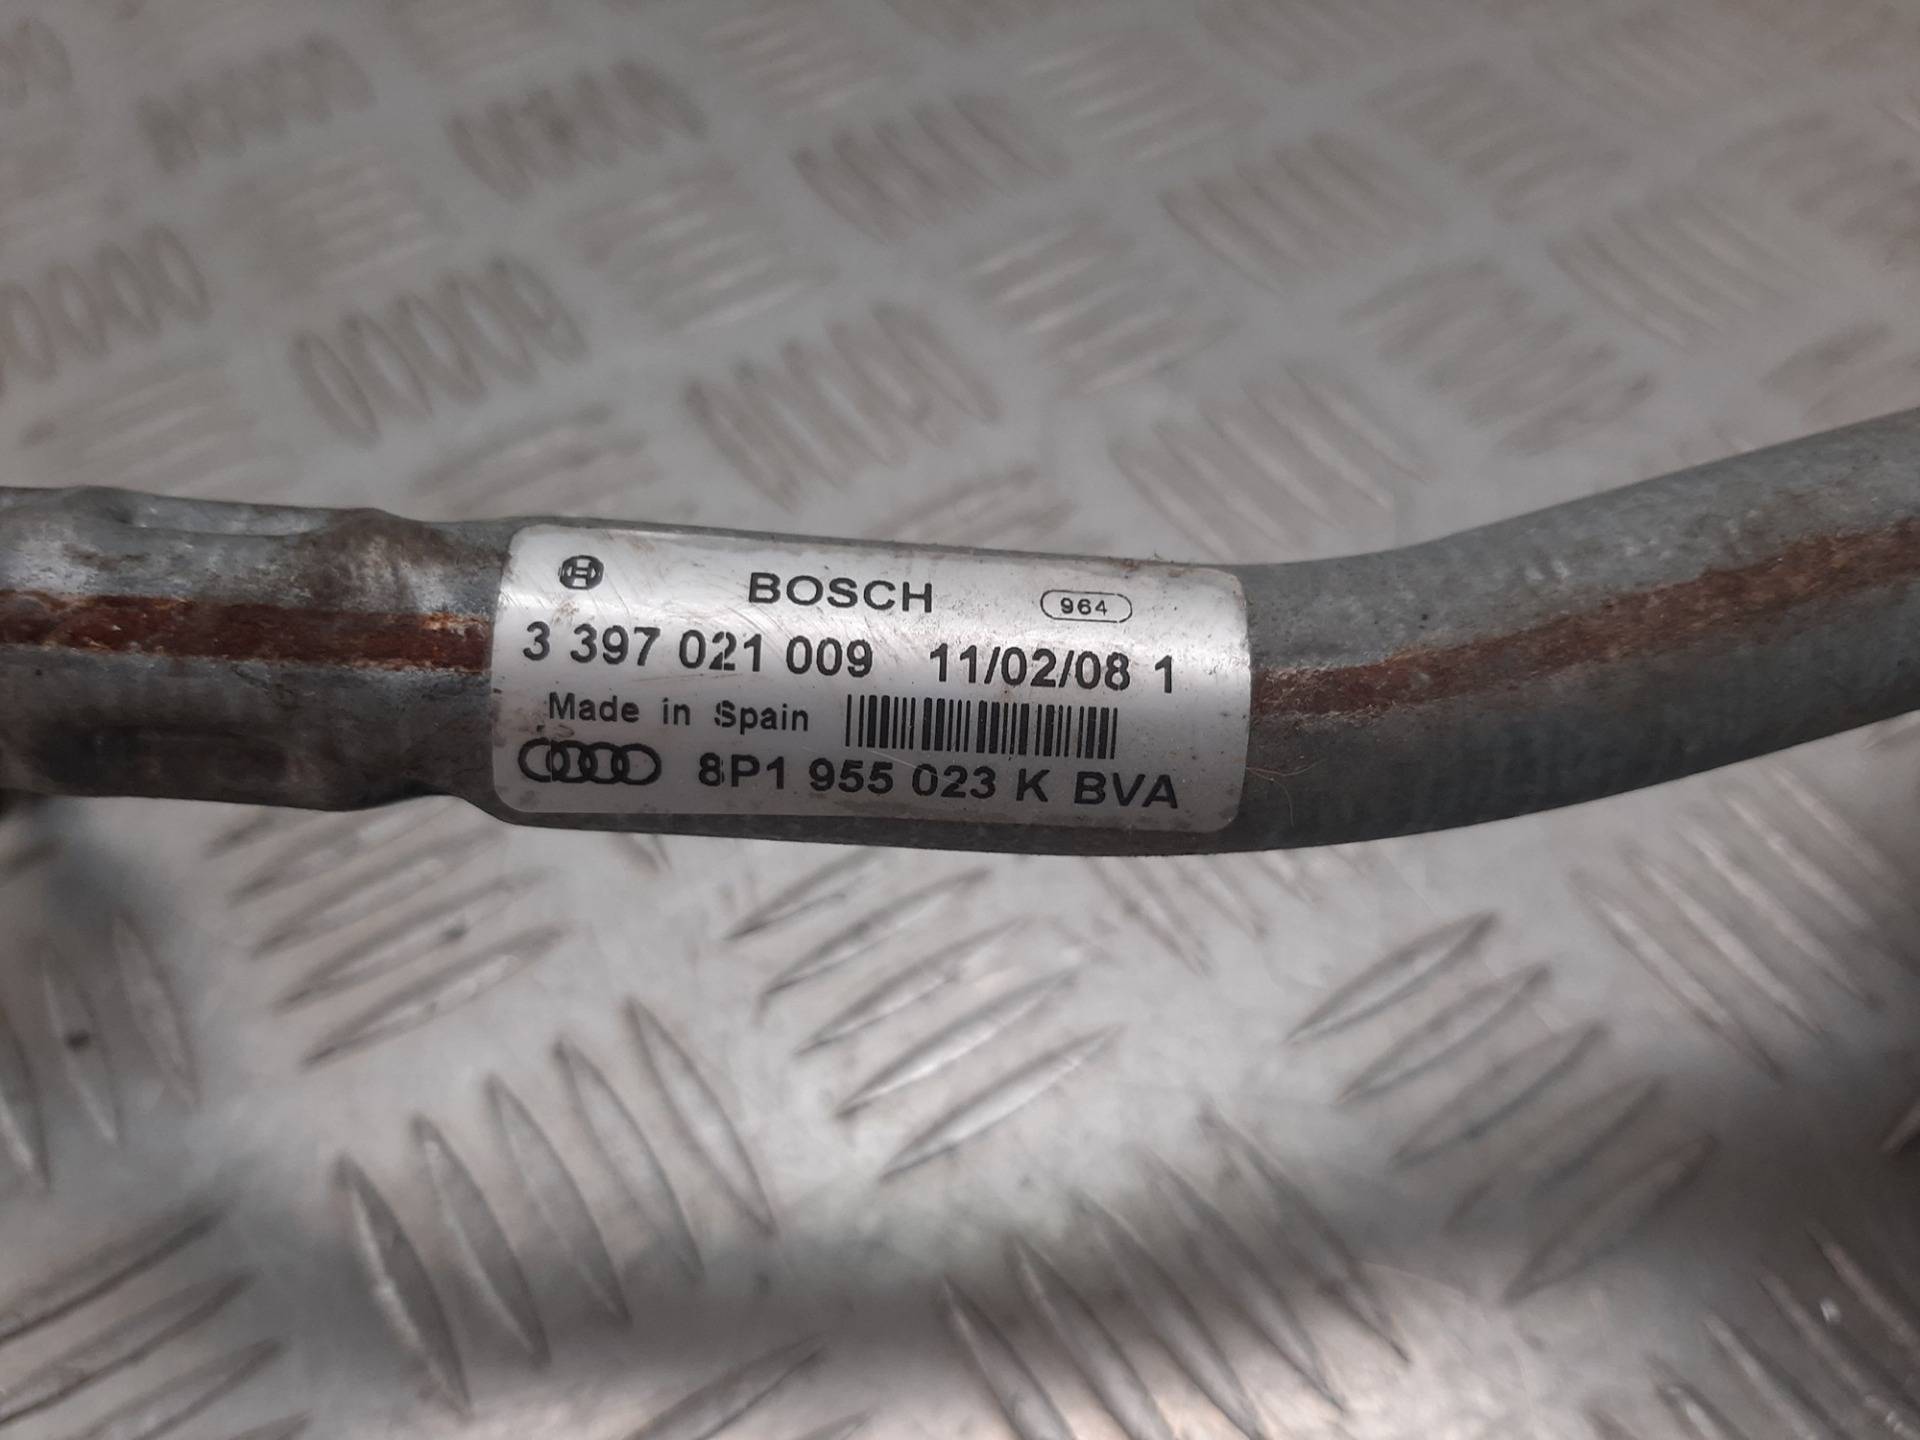 BOSCH 964
3 397 021 009 11/02/08 1
Made in Spain
8P1 955 023 K BVA